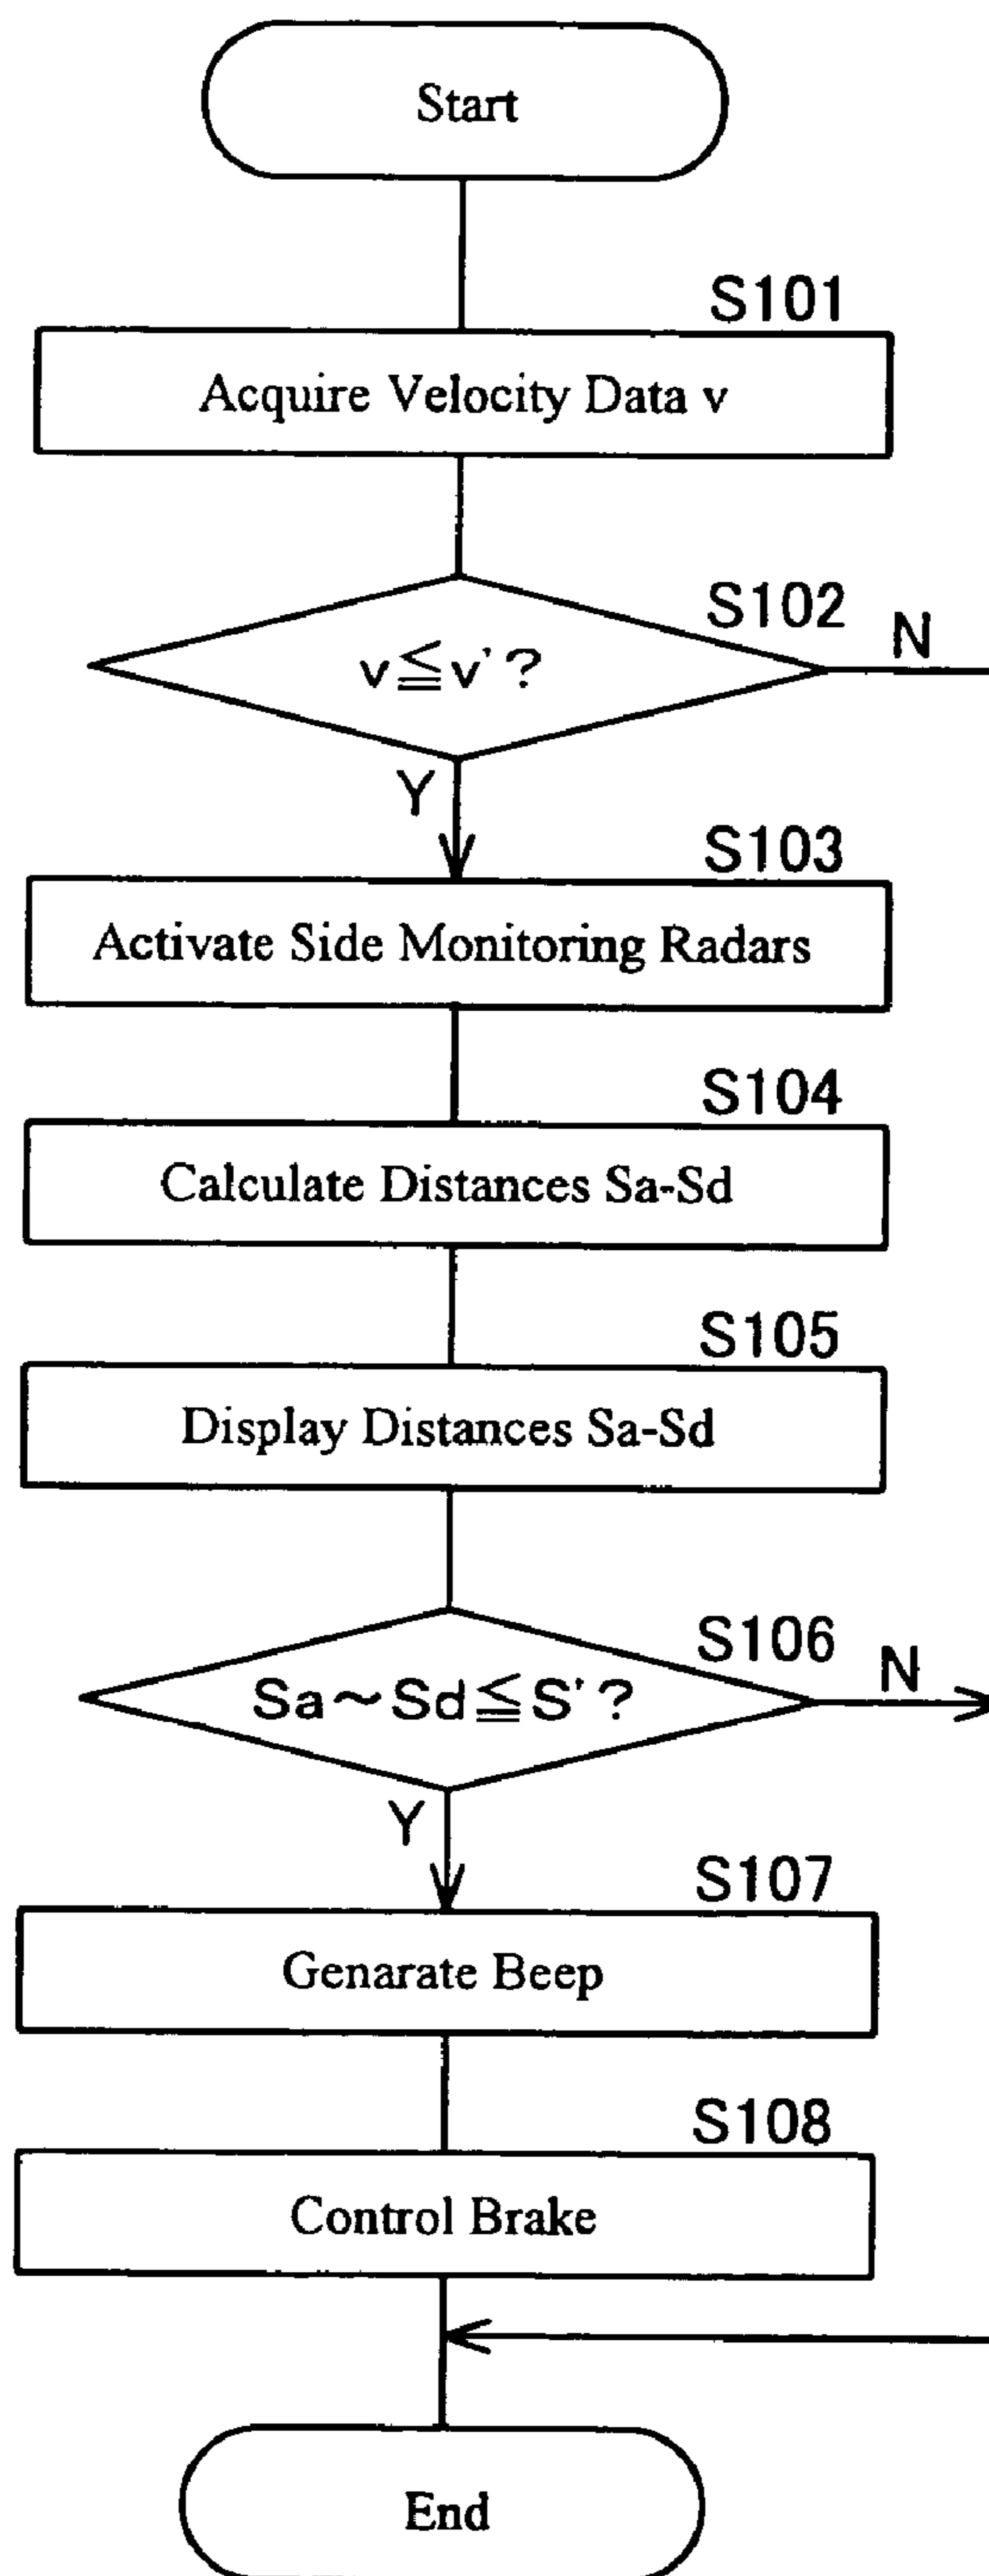 Start
S101
Acquire Velocity Data v
S102
N
v≦v'?
Y
S103
Activate Side Monitoring Radars
S104
Calculate Distances Sa-Sd
S105
Display Distances Sa-Sd
S106
N
Sa~Sd≦S'?
Y
S107
Genarate Beep
S108
Control Brake
End